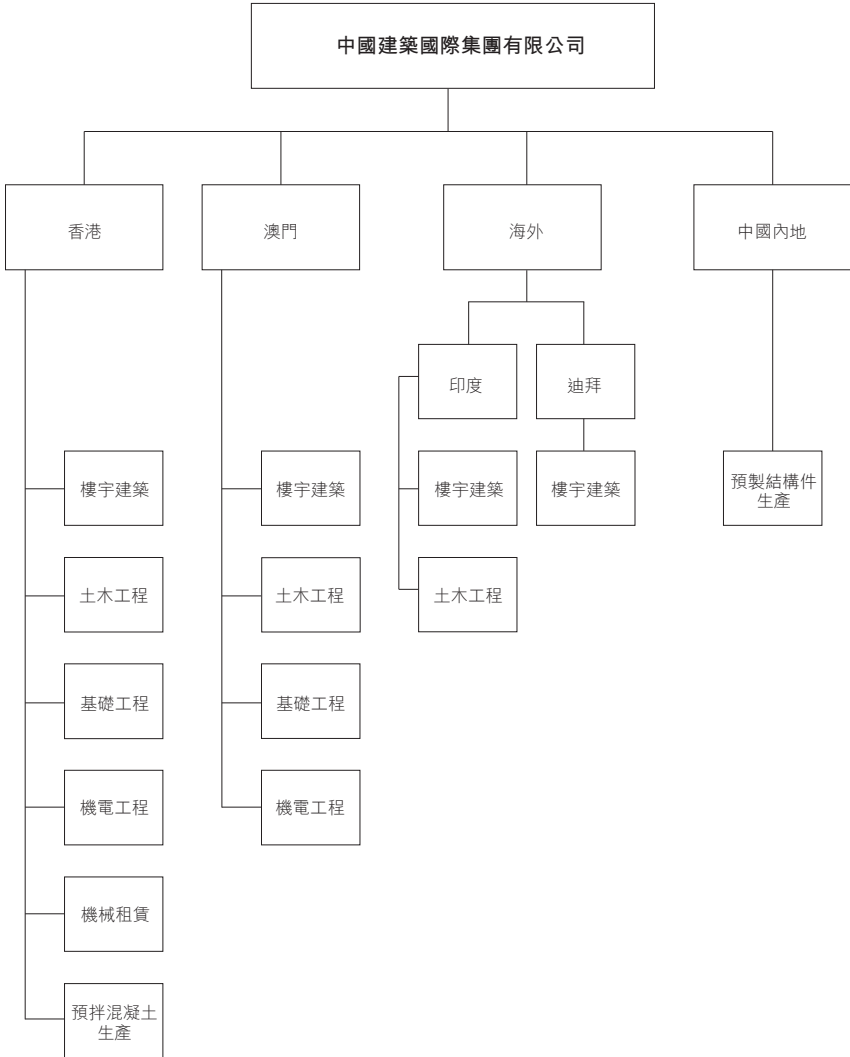 中國建築國際集團有限公司
香港
澳門
海外
中國內地
印度
迪拜
樓宇建築
樓宇建築
樓宇建築
樓宇建築
預製結構件
生產
土木工程
土木工程
土木工程
基礎工程
基礎工程
機電工程
機電工程
機械租賃
預拌混凝土
生產